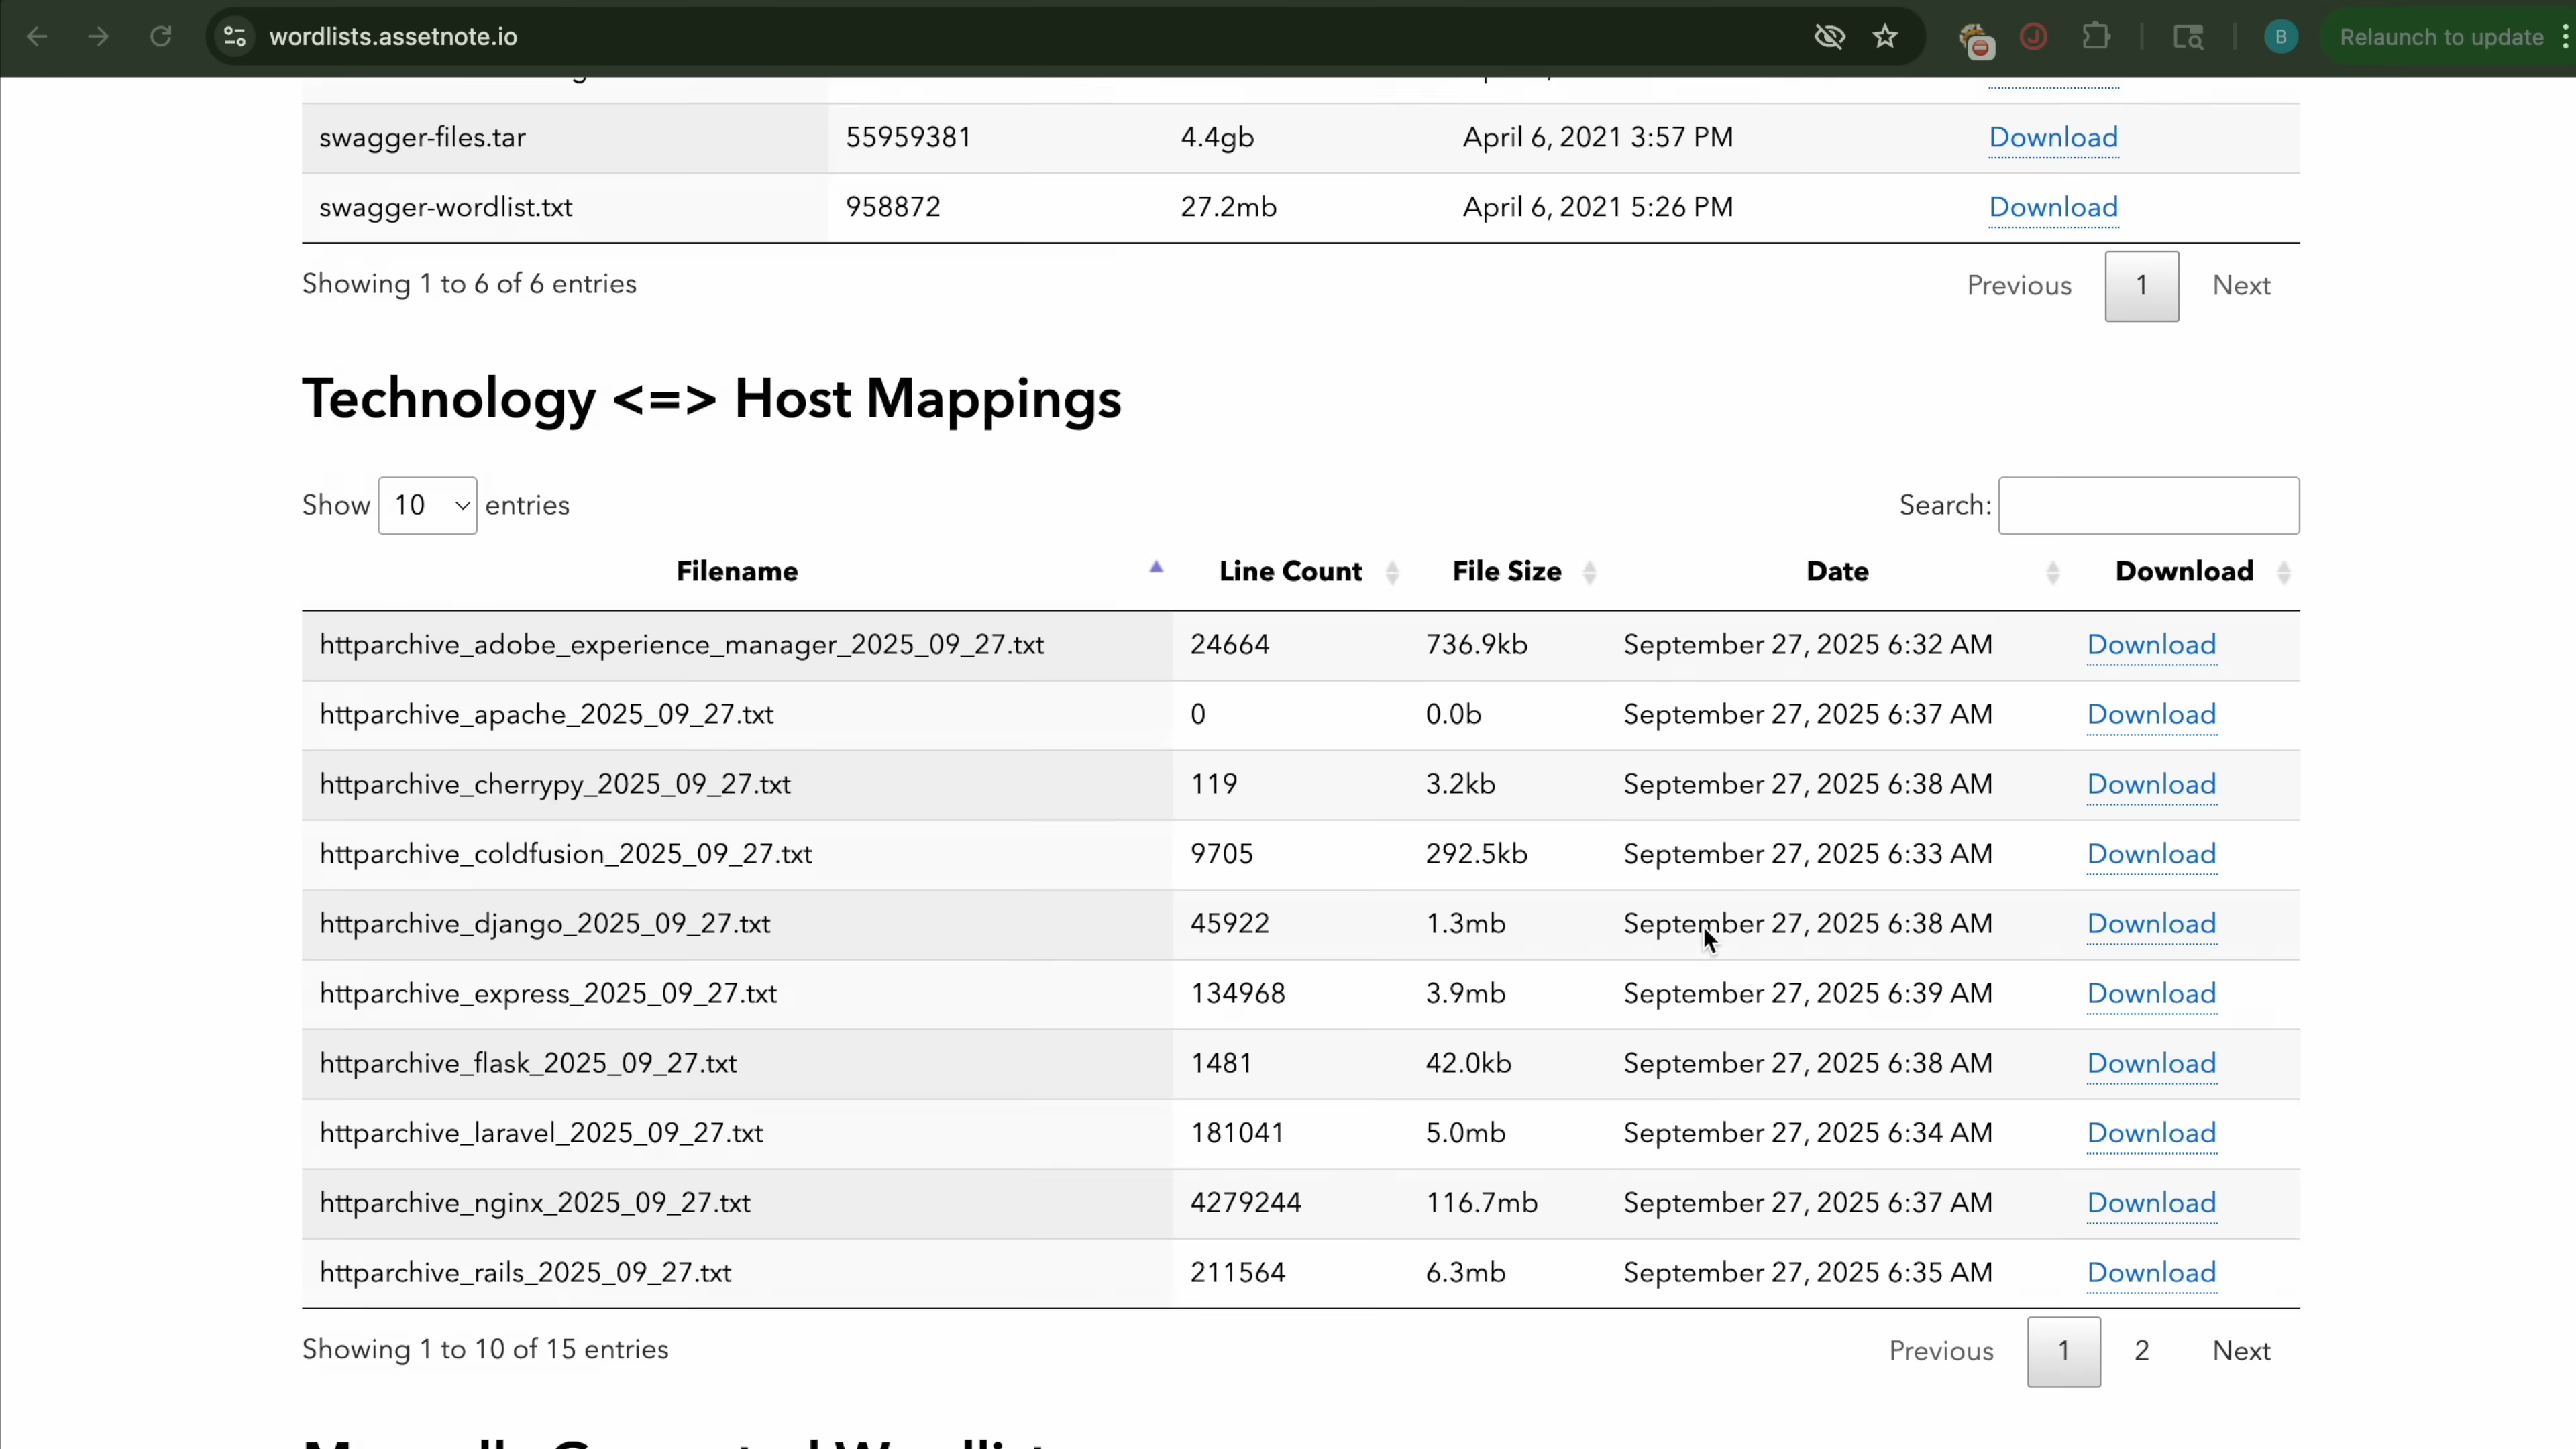 wordlists.assetnote.io
B
Relaunch to update
swagger-files.tar 55959381 4.4gb April 6, 2021 3:57 PM Download
swagger-wordlist.txt 958872 27.2mb April 6, 2021 5:26 PM Download
Showing 1 to 6 of 6 entries
Previous 1 Next
Technology <=> Host Mappings
Show 10 entries
Search:
Filename Line Count File Size Date Download
httparchive_adobe_experience_manager_2025_09_27.txt 24664 736.9kb September 27, 2025 6:32 AM Download
httparchive_apache_2025_09_27.txt 0 0.0b September 27, 2025 6:37 AM Download
httparchive_cherrypy_2025_09_27.txt 119 3.2kb September 27, 2025 6:38 AM Download
httparchive_coldfusion_2025_09_27.txt 9705 292.5kb September 27, 2025 6:33 AM Download
httparchive_django_2025_09_27.txt 45922 1.3mb September 27, 2025 6:38 AM Download
httparchive_express_2025_09_27.txt 134968 3.9mb September 27, 2025 6:39 AM Download
httparchive_flask_2025_09_27.txt 1481 42.0kb September 27, 2025 6:38 AM Download
httparchive_laravel_2025_09_27.txt 181041 5.0mb September 27, 2025 6:34 AM Download
httparchive_nginx_2025_09_27.txt 4279244 116.7mb September 27, 2025 6:37 AM Download
httparchive_rails_2025_09_27.txt 211564 6.3mb September 27, 2025 6:35 AM Download
Showing 1 to 10 of 15 entries
Previous 1 2 Next